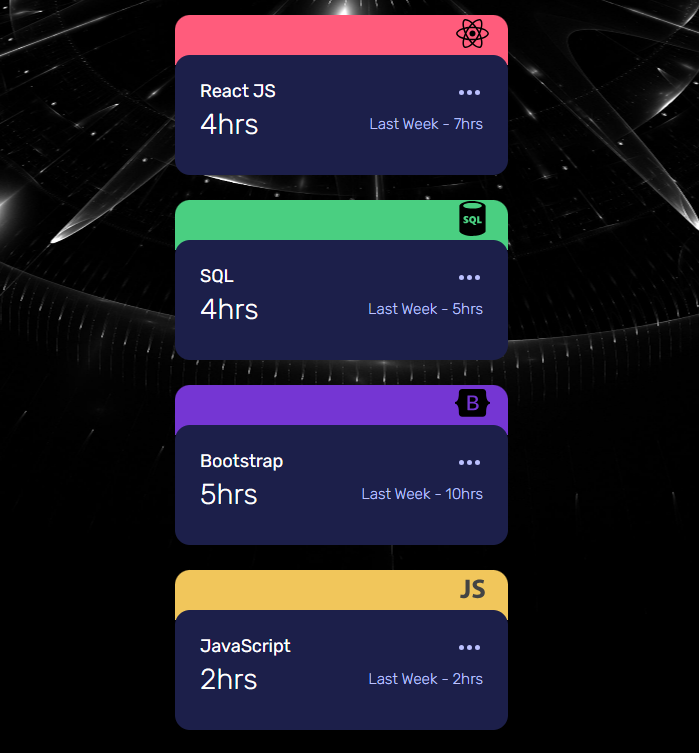 React JS
4hrs
Last Week - 7hrs
SQL
SQL
4hrs
Last Week - 5hrs
B
Bootstrap
5hrs
Last Week - 10hrs
JS
JavaScript
2hrs
Last Week - 2hrs